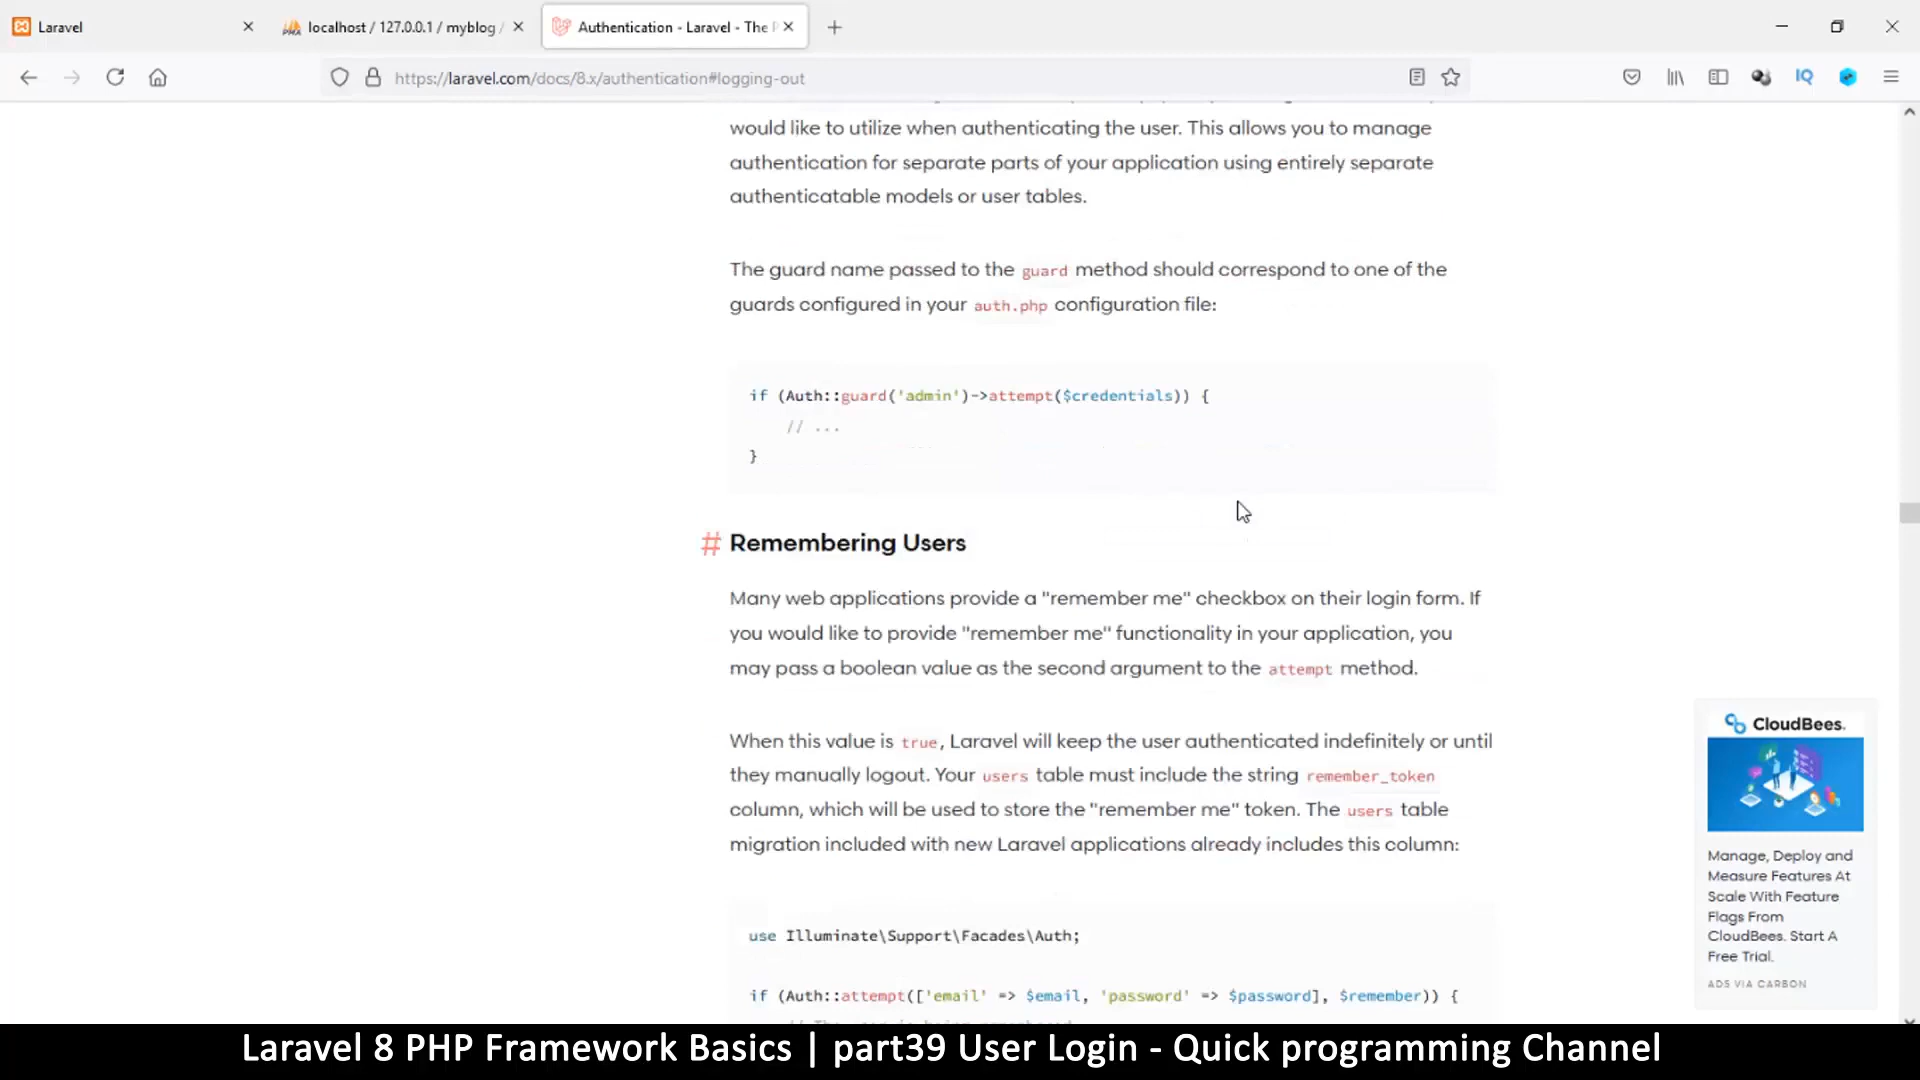 Laravel
localhost / 127.0.0.1 / myblog /
Authentication - Laravel - The P
https://laravel.com/docs/8.x/authentication#logging-out
would like to utilize when authenticating the user. This allows you to manage
authentication for separate parts of your application using entirely separate
authenticatable models or user tables.
The guard name passed to the guard method should correspond to one of the
guards configured in your auth.php configuration file:
if (Auth::guard('admin')->attempt($credentials)) {
// ...
}
# Remembering Users
Many web applications provide a "remember me" checkbox on their login form. If
you would like to provide "remember me" functionality in your application, you
may pass a boolean value as the second argument to the attempt method.
When this value is true, Laravel will keep the user authenticated indefinitely or until
they manually logout. Your users table must include the string remember_token
column, which will be used to store the "remember me" token. The users table
migration included with new Laravel applications already includes this column:
use Illuminate\Support\Facades\Auth;
if (Auth::attempt(['email' => $email, 'password' => $password], $remember)) {
CloudBees.
Manage, Deploy and
Measure Features At
Scale With Feature
Flags From
CloudBees. Start A
Free Trial.
ADS VIA CARBON
Laravel 8 PHP Framework Basics | part39 User Login - Quick programming Channel